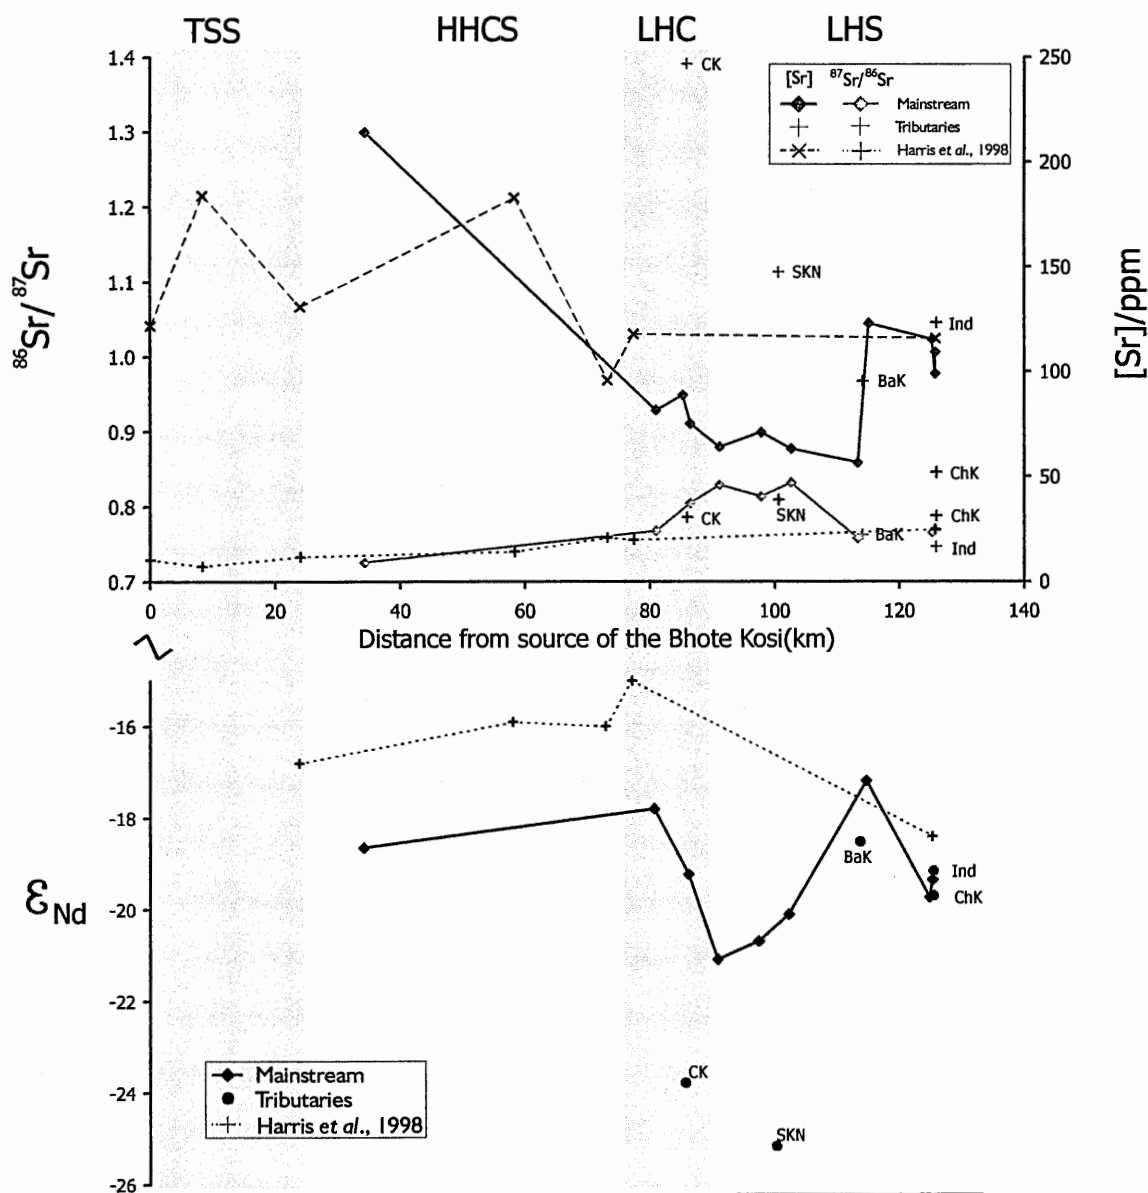 TSS HHCS LHC LHS
[Sr] ⁸⁷Sr/⁸⁶Sr
Mainstream
Tributaries
Harris et al., 1998
⁸⁶Sr/⁸⁷Sr
1.4
1.3
1.2
1.1
1.0
0.9
0.8
0.7
[Sr]/ppm
250
200
150
100
50
0
CK
SKN
Ind
BaK
ChK
CK
SKN
ChK
BaK
Ind
0 20 40 60 80 100 120 140
Distance from source of the Bhote Kosi(km)
εNd
-16
-18
-20
-22
-24
-26
BaK
Ind
ChK
CK
SKN
Mainstream
Tributaries
Harris et al., 1998